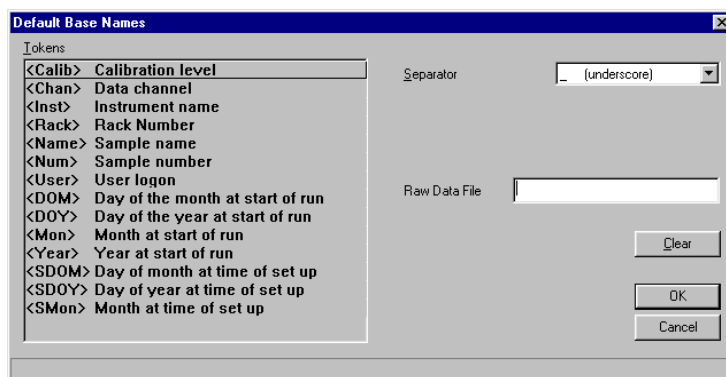 Default Base Names
Tokens
<Calib> Calibration level
<Chan> Data channel
<Inst> Instrument name
<Rack> Rack Number
<Name> Sample name
<Num> Sample number
<User> User logon
<DOM> Day of the month at start of run
<DOY> Day of the year at start of run
<Mon> Month at start of run
<Year> Year at start of run
<SDOM> Day of month at time of set up
<SDOY> Day of year at time of set up
<SMon> Month at time of set up
Separator
_ (underscore)
Raw Data File
Clear
OK
Cancel